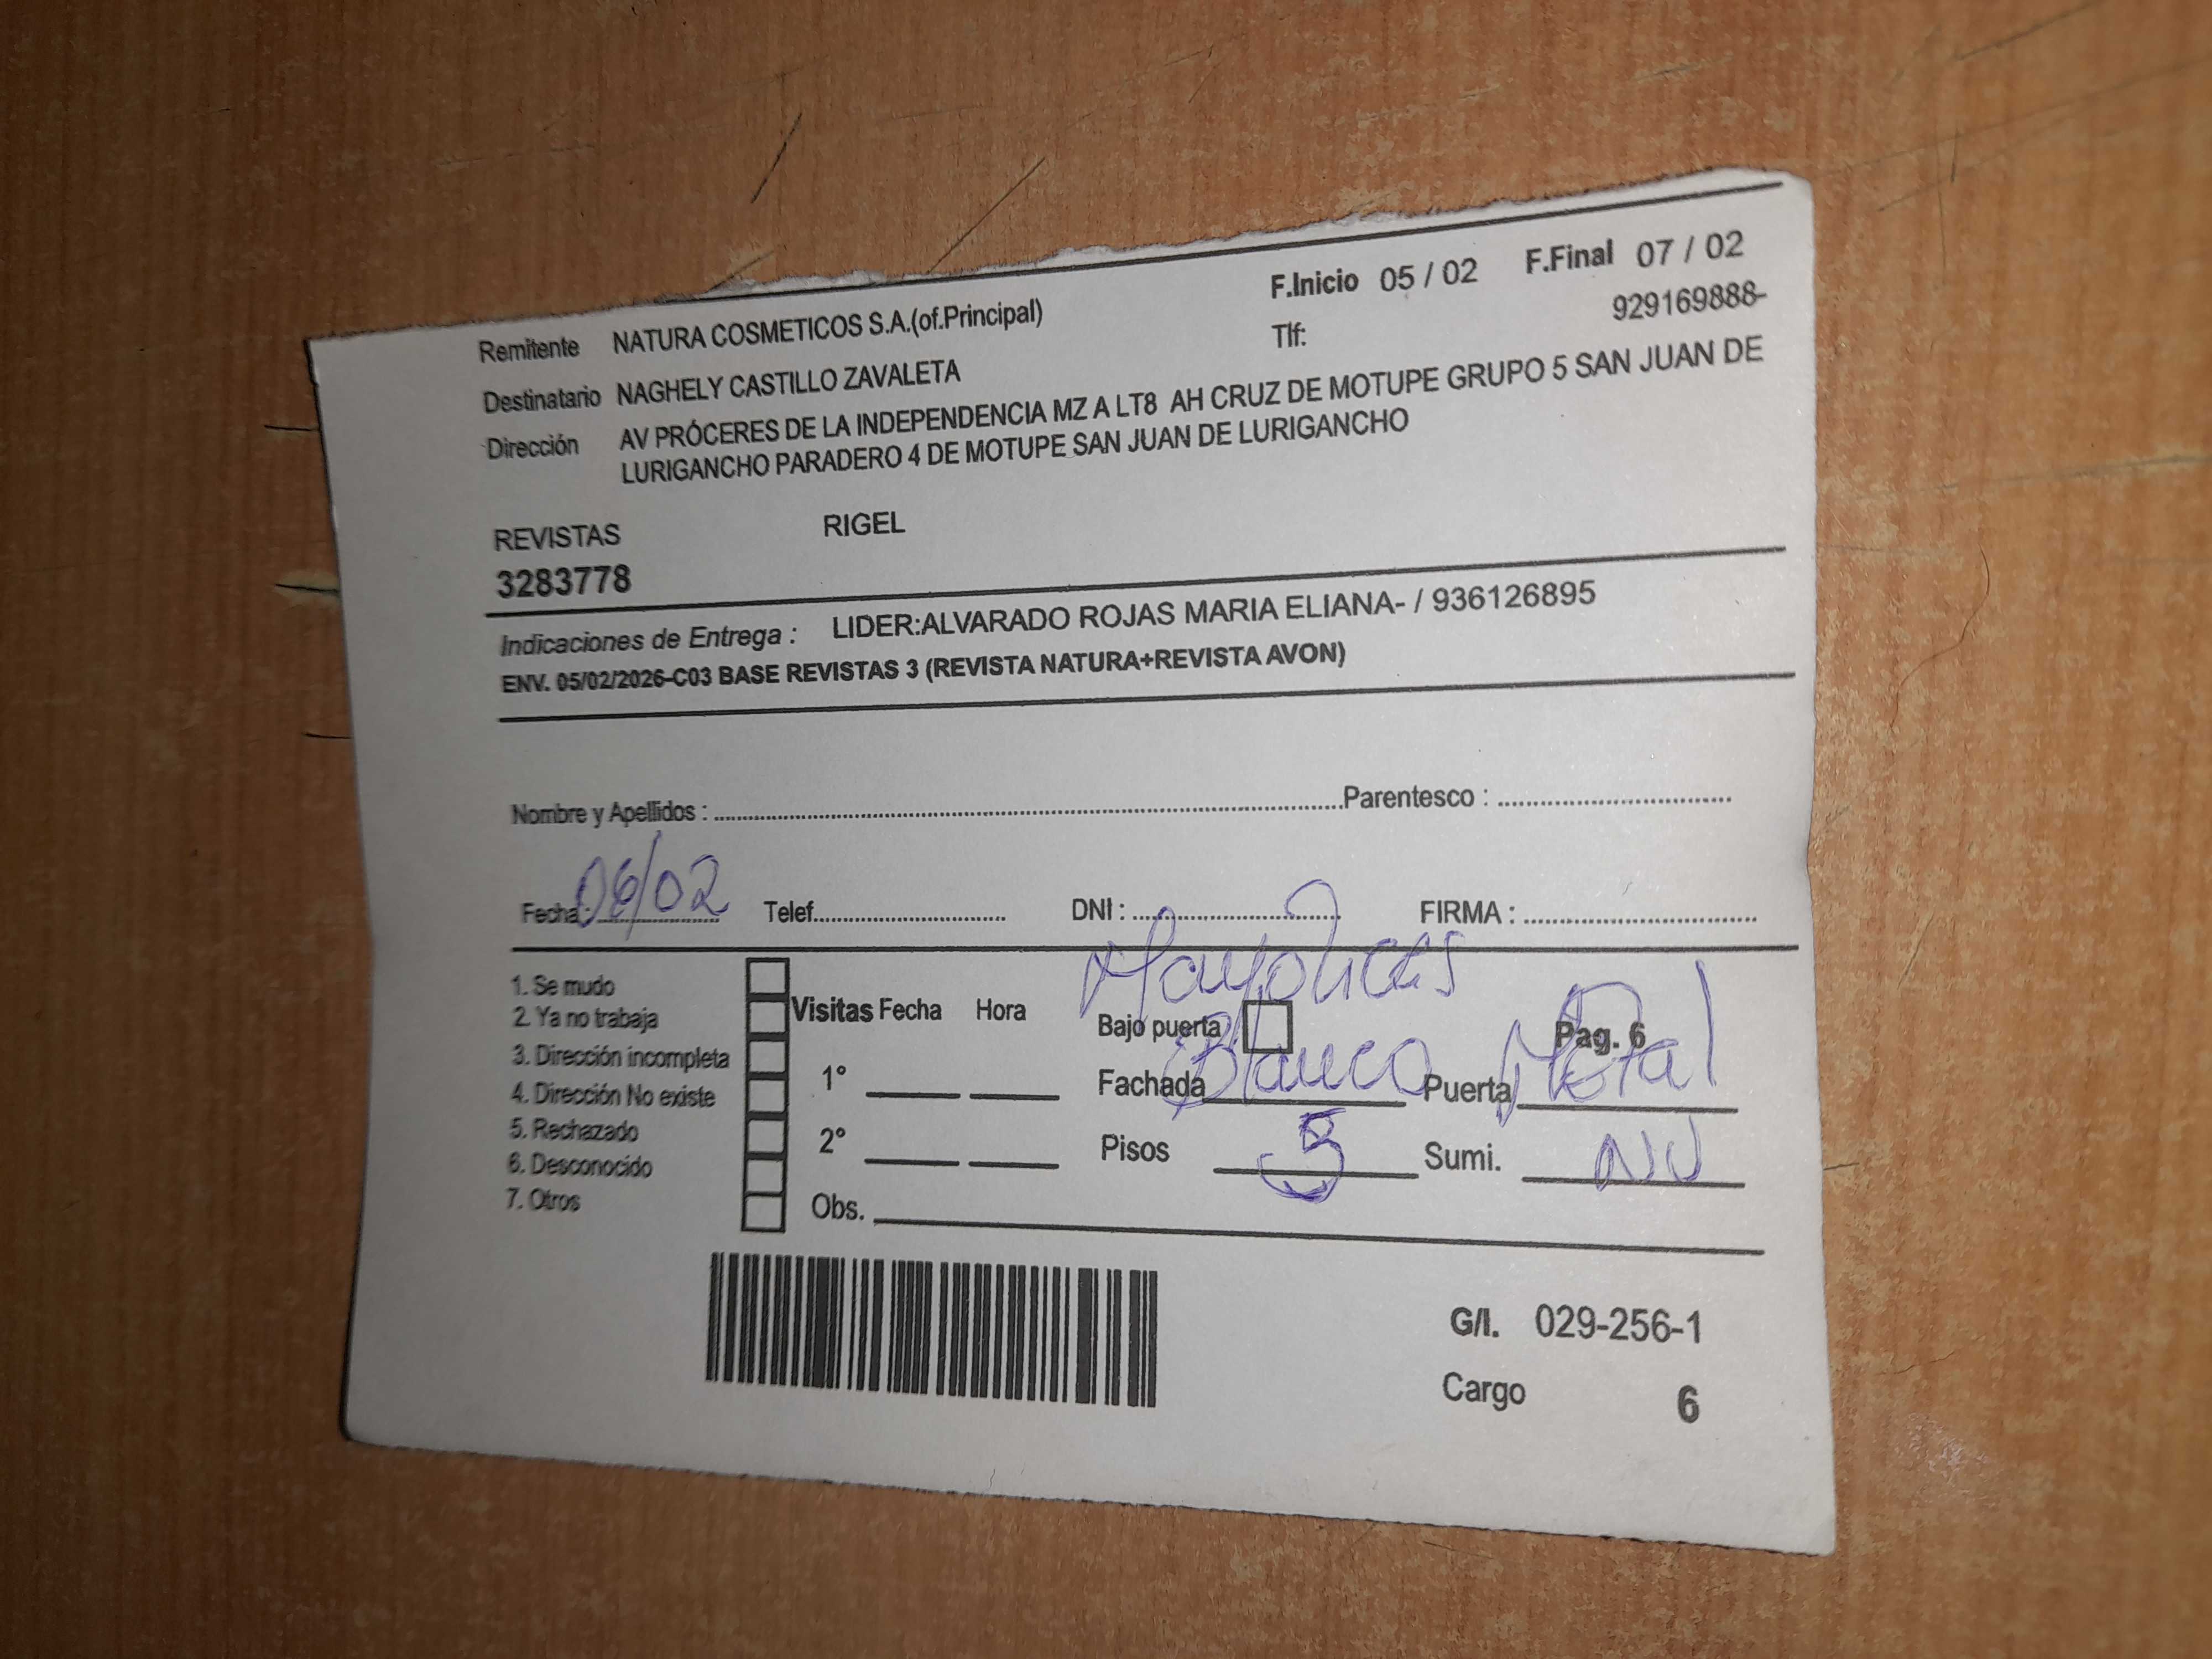 F.Inicio 05 / 02 F.Final 07 / 02
Remitente NATURA COSMETICOS S.A.(of.Principal)
Tlf: 929169888-
Destinatario NAGHELY CASTILLO ZAVALETA
Dirección AV PRÓCERES DE LA INDEPENDENCIA MZ A LT8 AH CRUZ DE MOTUPE GRUPO 5 SAN JUAN DE
LURIGANCHO PARADERO 4 DE MOTUPE SAN JUAN DE LURIGANCHO
REVISTAS RIGEL
3283778
Indicaciones de Entrega : LIDER:ALVARADO ROJAS MARIA ELIANA- / 936126895
ENV. 05/02/2026-C03 BASE REVISTAS 3 (REVISTA NATURA+REVISTA AVON)
Nombre y Apellidos : Parentesco :
Fecha : 06/02 Telef. DNI : FIRMA :
Mayolicas
1. Se mudo
2. Ya no trabaja
3. Dirección incompleta
4. Dirección No existe
5. Rechazado
6. Desconocido
7. Otros
Visitas Fecha Hora
1°
2°
Obs.
Bajo puerta Pag. 6
Fachada Blanco Puerta Metal
Pisos Sumi.
G/I. 029-256-1
Cargo 6